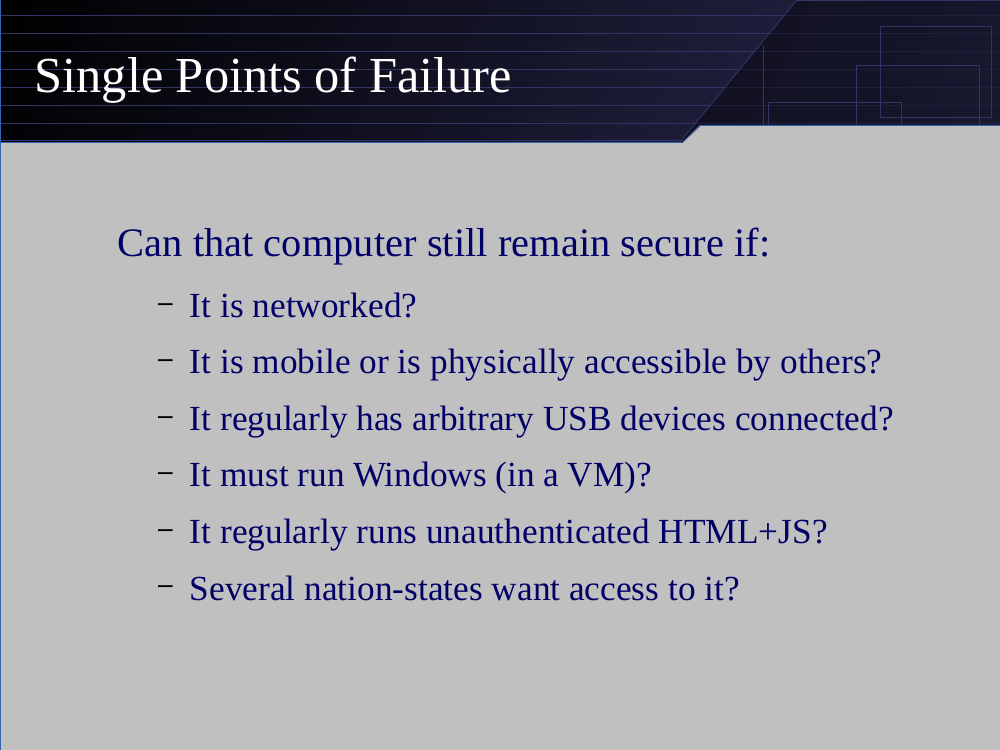 Single Points of Failure
Can that computer still remain secure if:
– It is networked?
– It is mobile or is physically accessible by others?
– It regularly has arbitrary USB devices connected?
– It must run Windows (in a VM)?
– It regularly runs unauthenticated HTML+JS?
– Several nation-states want access to it?